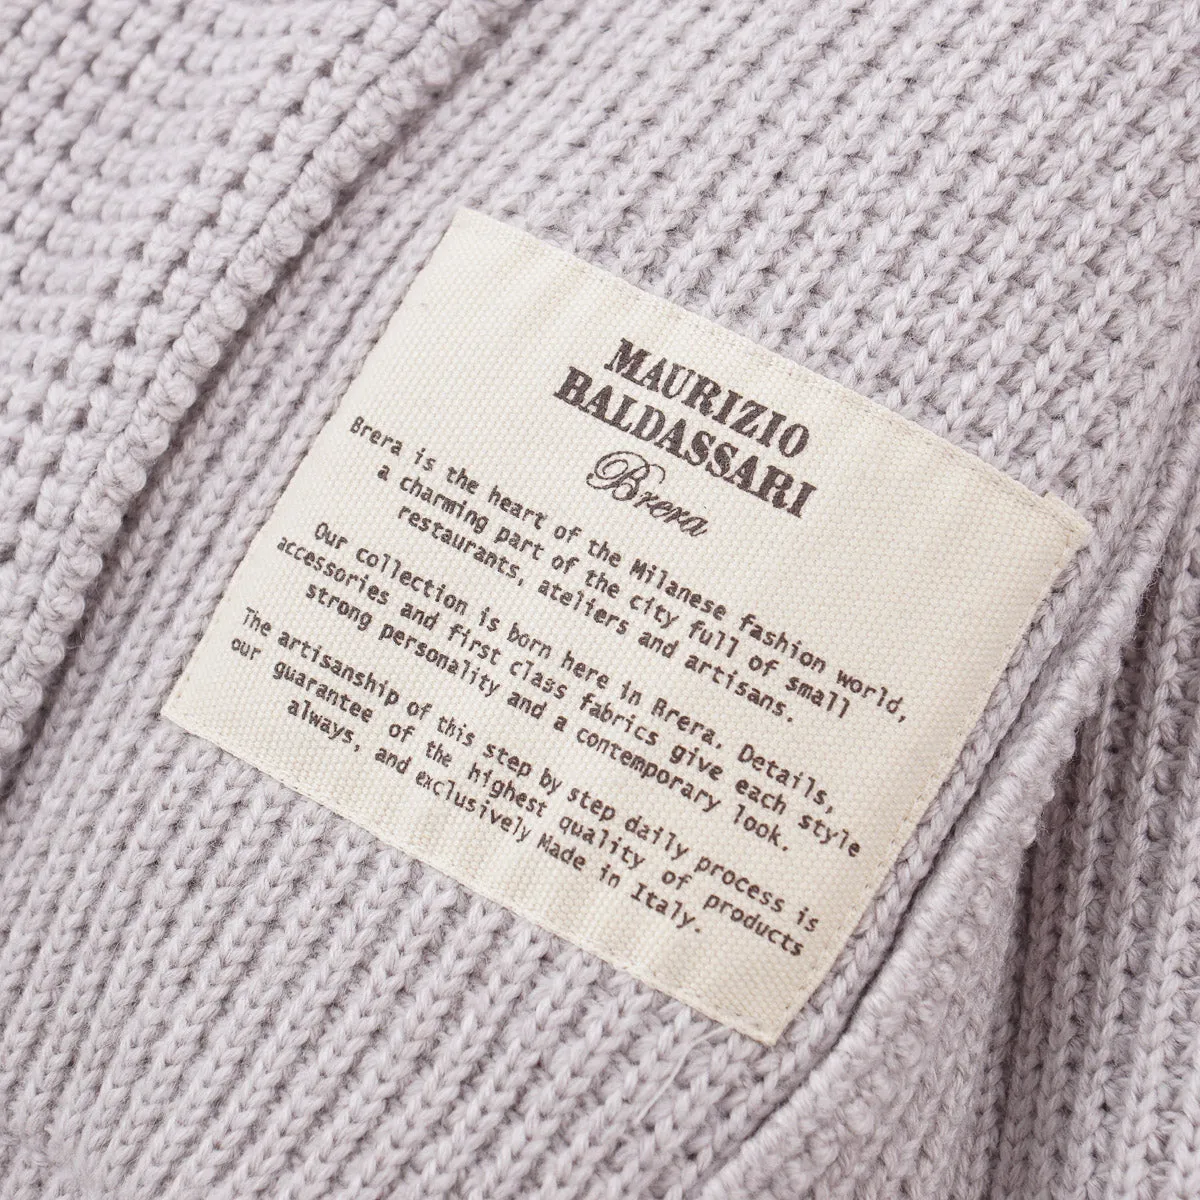 MAURIZIO
BALDASSARI
Brera
Brera is the heart of the Milanese fashion world,
a charming part of the city full of small
restaurants, ateliers and artisans.
Our collection is born here in Brera. Details,
accessories and first class fabrics give each style
strong personality and a contemporary look.
The artisanship of this step by step daily process is
our guarantee of the highest quality of products
always, and exclusively Made in Italy.